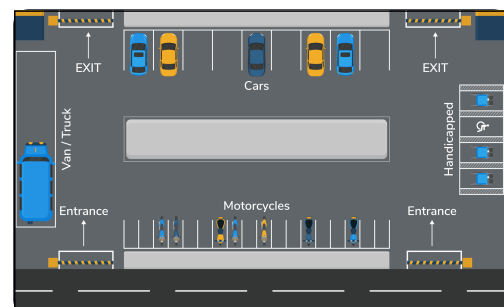 EXIT
EXIT
Cars
Van / Truck
Handicapped
Motorcycles
Entrance
Entrance